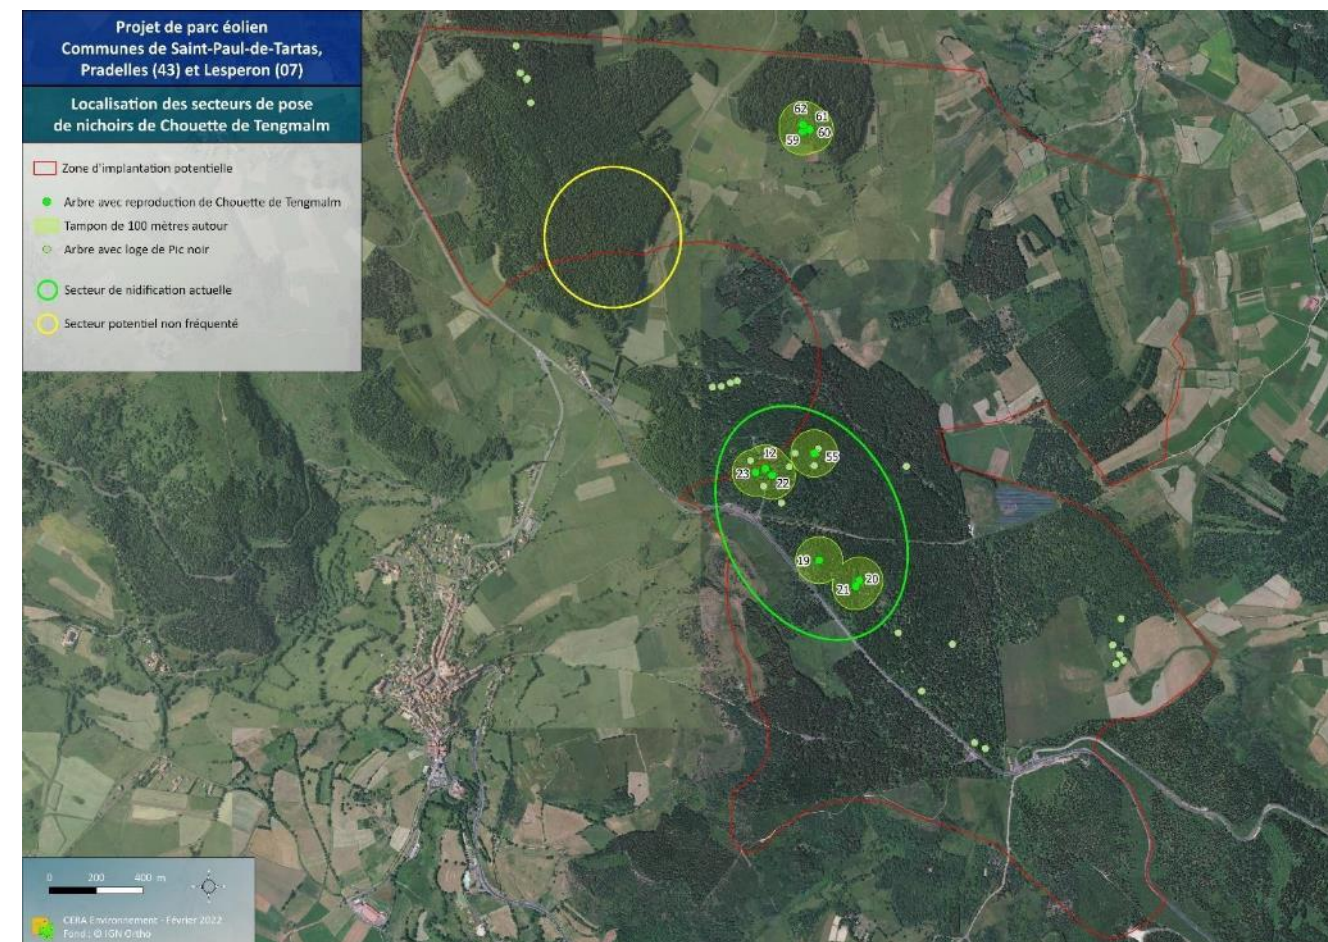 Projet de parc éolien
Communes de Saint-Paul-de-Tartas,
Pradelles (43) et Lesperon (07)
Localisation des secteurs de pose
de nichoirs de Chouette de Tengmalm
Zone d'implantation potentielle
Arbre avec reproduction de Chouette de Tengmalm
Tampon de 100 mètres autour
Arbre avec loge de Pic noir
Secteur de nidification actuelle
Secteur potentiel non fréquenté
62
61
59
60
12
55
23
22
19
20
21
0 200 400 m
CERA Environnement - Février 2022
Fond : © IGN Ortho